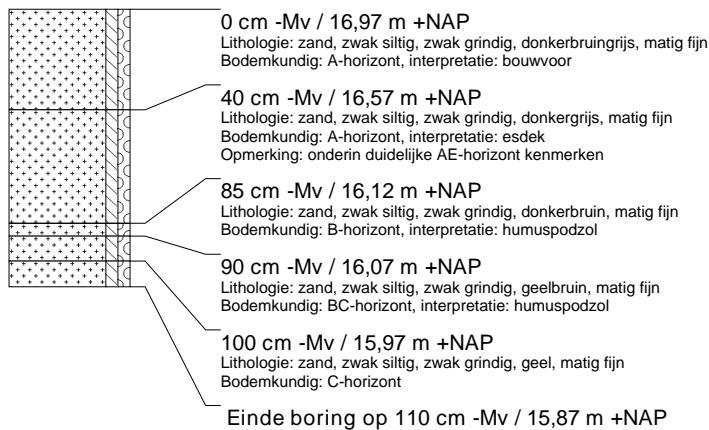 0 cm -Mv / 16,97 m +NAP
Lithologie: zand, zwak siltig, zwak grindig, donkerbruingrijs, matig fijn
Bodemkundig: A-horizont, interpretatie: bouwvoor
40 cm -Mv / 16,57 m +NAP
Lithologie: zand, zwak siltig, zwak grindig, donkergrijs, matig fijn
Bodemkundig: A-horizont, interpretatie: esdek
Opmerking: onderin duidelijke AE-horizont kenmerken
85 cm -Mv / 16,12 m +NAP
Lithologie: zand, zwak siltig, zwak grindig, donkerbruin, matig fijn
Bodemkundig: B-horizont, interpretatie: humuspodzol
90 cm -Mv / 16,07 m +NAP
Lithologie: zand, zwak siltig, zwak grindig, geelbruin, matig fijn
Bodemkundig: BC-horizont, interpretatie: humuspodzol
100 cm -Mv / 15,97 m +NAP
Lithologie: zand, zwak siltig, zwak grindig, geel, matig fijn
Bodemkundig: C-horizont
Einde boring op 110 cm -Mv / 15,87 m +NAP